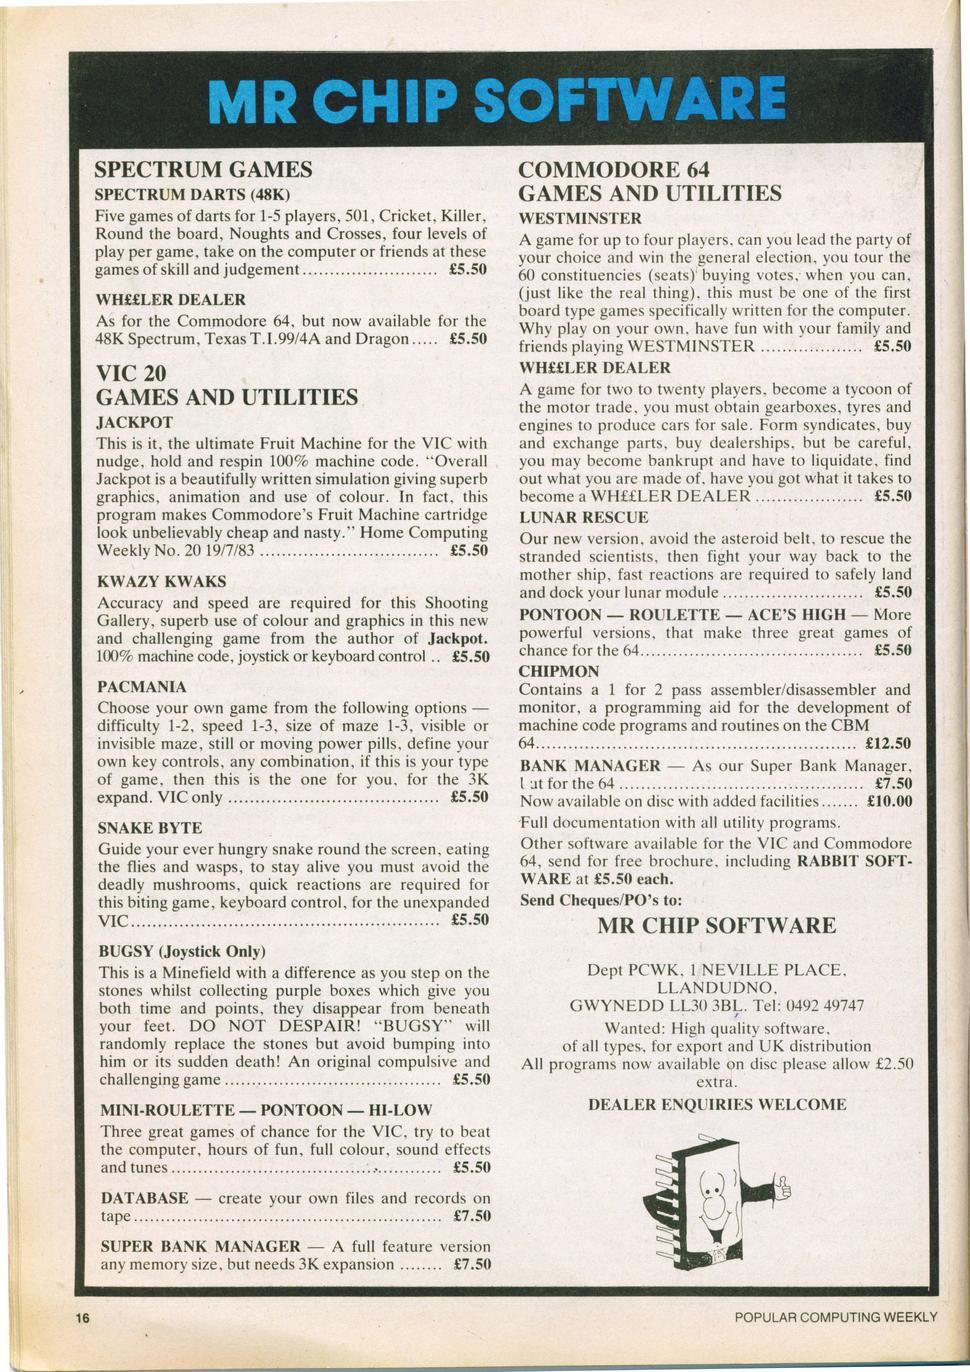 MR CHIP SOFTWARE
SPECTRUM GAMES
SPECTRUM DARTS (48K)
Five games of darts for 1-5 players, 501, Cricket, Killer,
Round the board, Noughts and Crosses, four levels of
play per game, take on the computer or friends at these
games of skill and judgement ......................... £5.50
WH££LER DEALER
As for the Commodore 64, but now available for the
48K Spectrum, Texas T.I.99/4A and Dragon ..... £5.50
VIC 20
GAMES AND UTILITIES
JACKPOT
This is it, the ultimate Fruit Machine for the VIC with
nudge, hold and respin 100% machine code. “Overall
Jackpot is a beautifully written simulation giving superb
graphics, animation and use of colour. In fact, this
program makes Commodore's Fruit Machine cartridge
look unbelievably cheap and nasty.” Home Computing
Weekly No. 20 19/7/83 ................................. £5.50
KWAZY KWAKS
Accuracy and speed are required for this Shooting
Gallery, superb use of colour and graphics in this new
and challenging game from the author of Jackpot.
100% machine code, joystick or keyboard control .. £5.50
PACMANIA
Choose your own game from the following options —
difficulty 1-2, speed 1-3, size of maze 1-3, visible or
invisible maze, still or moving power pills, define your
own key controls, any combination, if this is your type
of game, then this is the one for you, for the 3K
expand. VIC only ....................................... £5.50
SNAKE BYTE
Guide your ever hungry snake round the screen, eating
the flies and wasps, to stay alive you must avoid the
deadly mushrooms, quick reactions are required for
this biting game, keyboard control, for the unexpanded
VIC ......................................................... £5.50
BUGSY (Joystick Only)
This is a Minefield with a difference as you step on the
stones whilst collecting purple boxes which give you
both time and points, they disappear from beneath
your feet. DO NOT DESPAIR! “BUGSY” will
randomly replace the stones but avoid bumping into
him or its sudden death! An original compulsive and
challenging game ........................................ £5.50
MINI-ROULETTE — PONTOON — HI-LOW
Three great games of chance for the VIC, try to beat
the computer, hours of fun, full colour, sound effects
and tunes .................................................. £5.50
DATABASE — create your own files and records on
tape ......................................................... £7.50
SUPER BANK MANAGER — A full feature version
any memory size, but needs 3K expansion ........ £7.50
COMMODORE 64
GAMES AND UTILITIES
WESTMINSTER
A game for up to four players, can you lead the party of
your choice and win the general election, you tour the
60 constituencies (seats) buying votes, when you can,
(just like the real thing), this must be one of the first
board type games specifically written for the computer.
Why play on your own, have fun with your family and
friends playing WESTMINSTER ................... £5.50
WH££LER DEALER
A game for two to twenty players, become a tycoon of
the motor trade, you must obtain gearboxes, tyres and
engines to produce cars for sale. Form syndicates, buy
and exchange parts, buy dealerships, but be careful,
you may become bankrupt and have to liquidate, find
out what you are made of, have you got what it takes to
become a WH££LER DEALER .................... £5.50
LUNAR RESCUE
Our new version, avoid the asteroid belt, to rescue the
stranded scientists, then fight your way back to the
mother ship, fast reactions are required to safely land
and dock your lunar module .......................... £5.50
PONTOON — ROULETTE — ACE'S HIGH — More
powerful versions, that make three great games of
chance for the 64 ......................................... £5.50
CHIPMON
Contains a 1 for 2 pass assembler/disassembler and
monitor, a programming aid for the development of
machine code programs and routines on the CBM
64 ........................................................... £12.50
BANK MANAGER — As our Super Bank Manager,
but for the 64 ............................................. £7.50
Now available on disc with added facilities ....... £10.00
Full documentation with all utility programs.
Other software available for the VIC and Commodore
64, send for free brochure, including RABBIT SOFT-
WARE at £5.50 each.
Send Cheques/PO's to:
MR CHIP SOFTWARE
Dept PCWK, 1 NEVILLE PLACE,
LLANDUDNO,
GWYNEDD LL30 3BL. Tel: 0492 49747
Wanted: High quality software,
of all types, for export and UK distribution
All programs now available on disc please allow £2.50
extra.
DEALER ENQUIRIES WELCOME
16
POPULAR COMPUTING WEEKLY